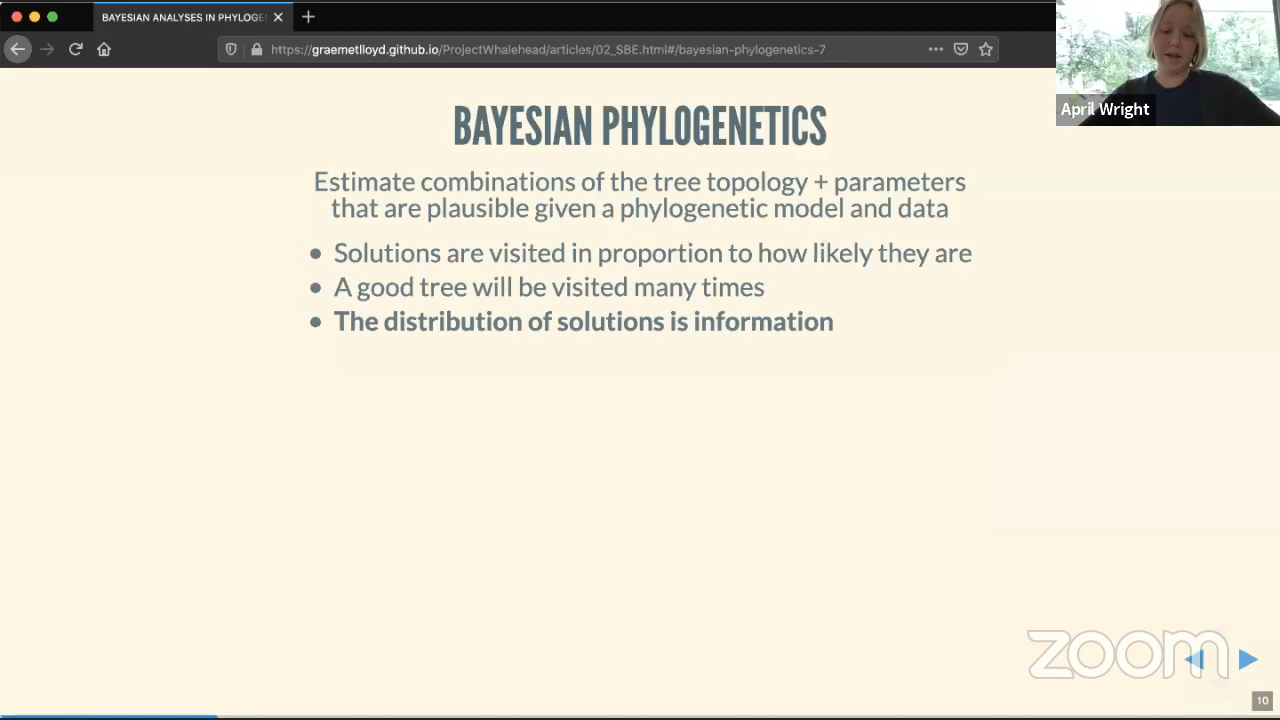 BAYESIAN ANALYSES IN PHYLOGE
https://graemetlloyd.github.io/ProjectWhalehead/articles/02_SBE.html#/bayesian-phylogenetics-7
April Wright
BAYESIAN PHYLOGENETICS
Estimate combinations of the tree topology + parameters
that are plausible given a phylogenetic model and data
• Solutions are visited in proportion to how likely they are
• A good tree will be visited many times
• The distribution of solutions is information
zoom
10